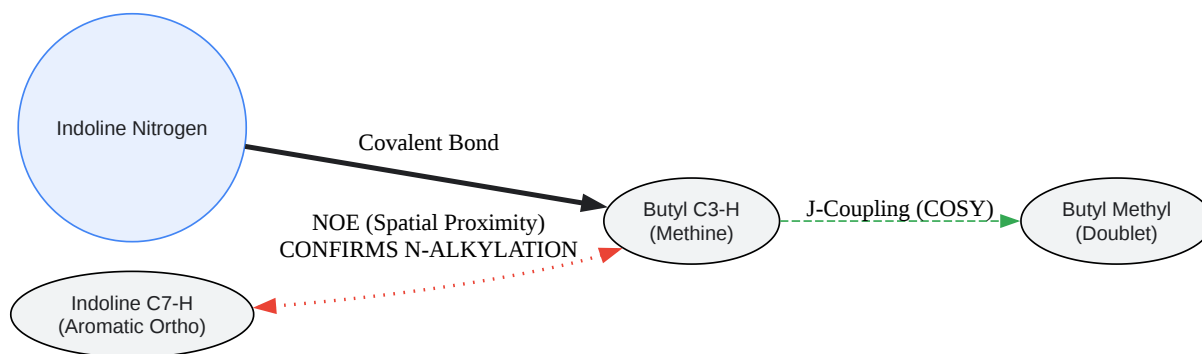 Indoline Nitrogen
Covalent Bond
NOE (Spatial Proximity)
CONFIRMS N-ALKYLATION
Butyl C3-H
(Methine)
J-Coupling (COSY)
Butyl Methyl
(Doublet)
Indoline C7-H
(Aromatic Ortho)